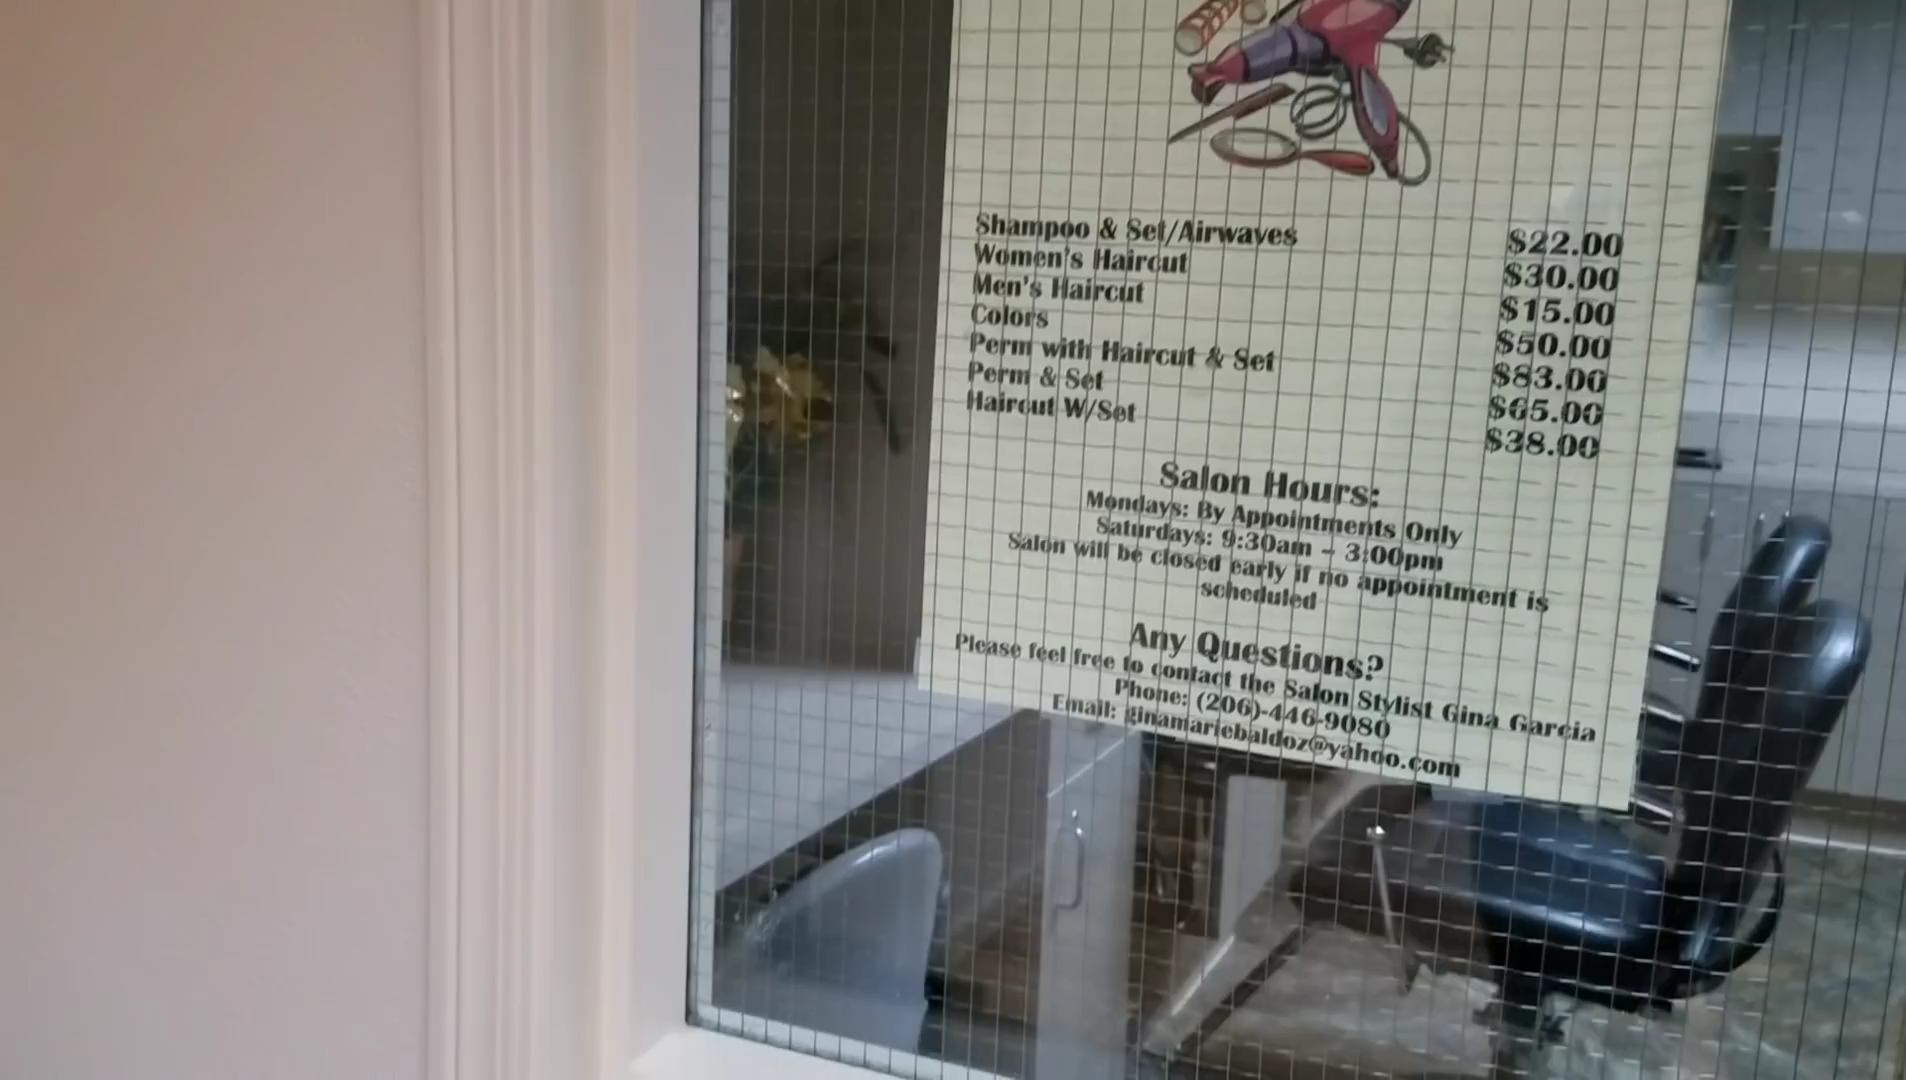 Shampoo & Set/Airwaves $22.00
Women's Haircut $30.00
Men's Haircut $15.00
Colors $50.00
Perm with Haircut & Set $83.00
Perm & Set $65.00
Haircut W/Set $38.00
Salon Hours:
Mondays: By Appointments Only
Saturdays: 9:30am – 3:00pm
Salon will be closed early if no appointment is
scheduled
Any Questions?
Please feel free to contact the Salon Stylist Gina Garcia
Phone: (206)-446-9080
Email: ginamariebaldoz@yahoo.com